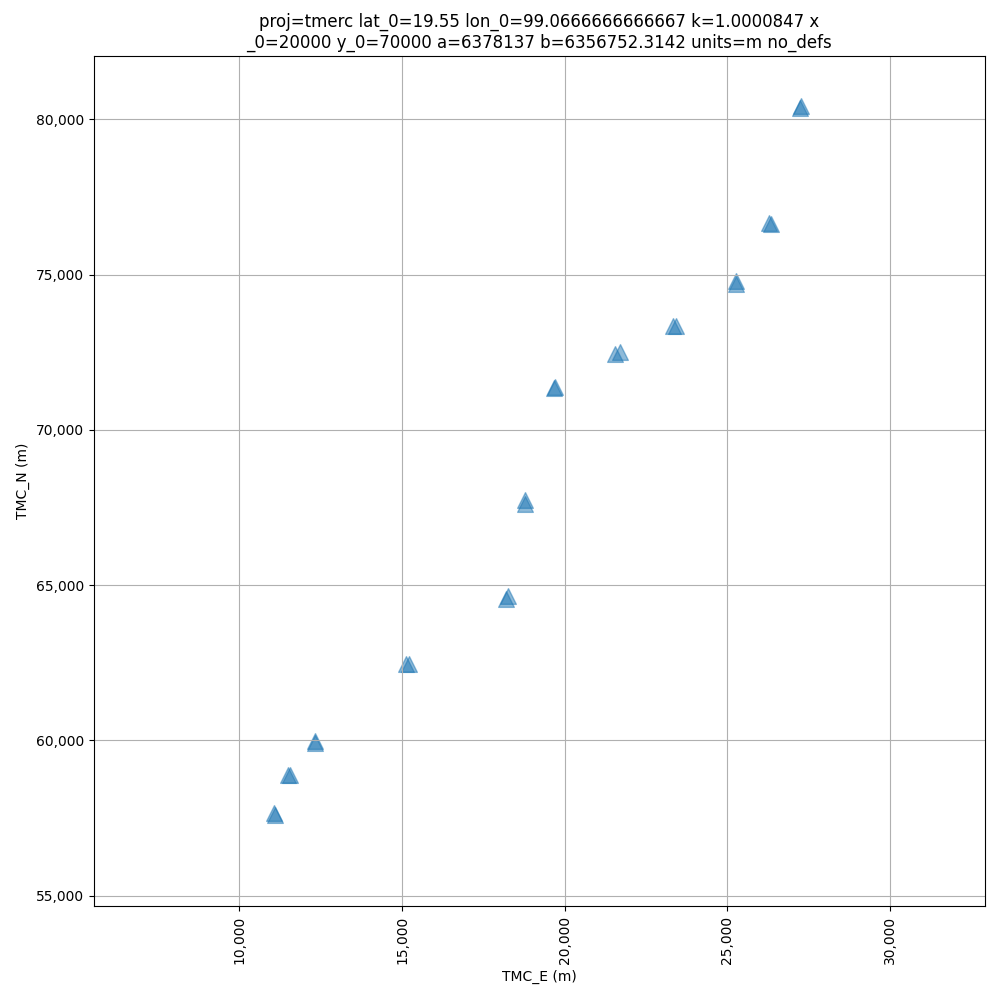 proj=tmerc lat_0=19.55 lon_0=99.0666666666667 k=1.0000847 x
_0=20000 y_0=70000 a=6378137 b=6356752.3142 units=m no_defs
80,000
75,000
70,000
65,000
60,000
55,000
TMC_N (m)
10,000
15,000
20,000
25,000
30,000
TMC_E (m)